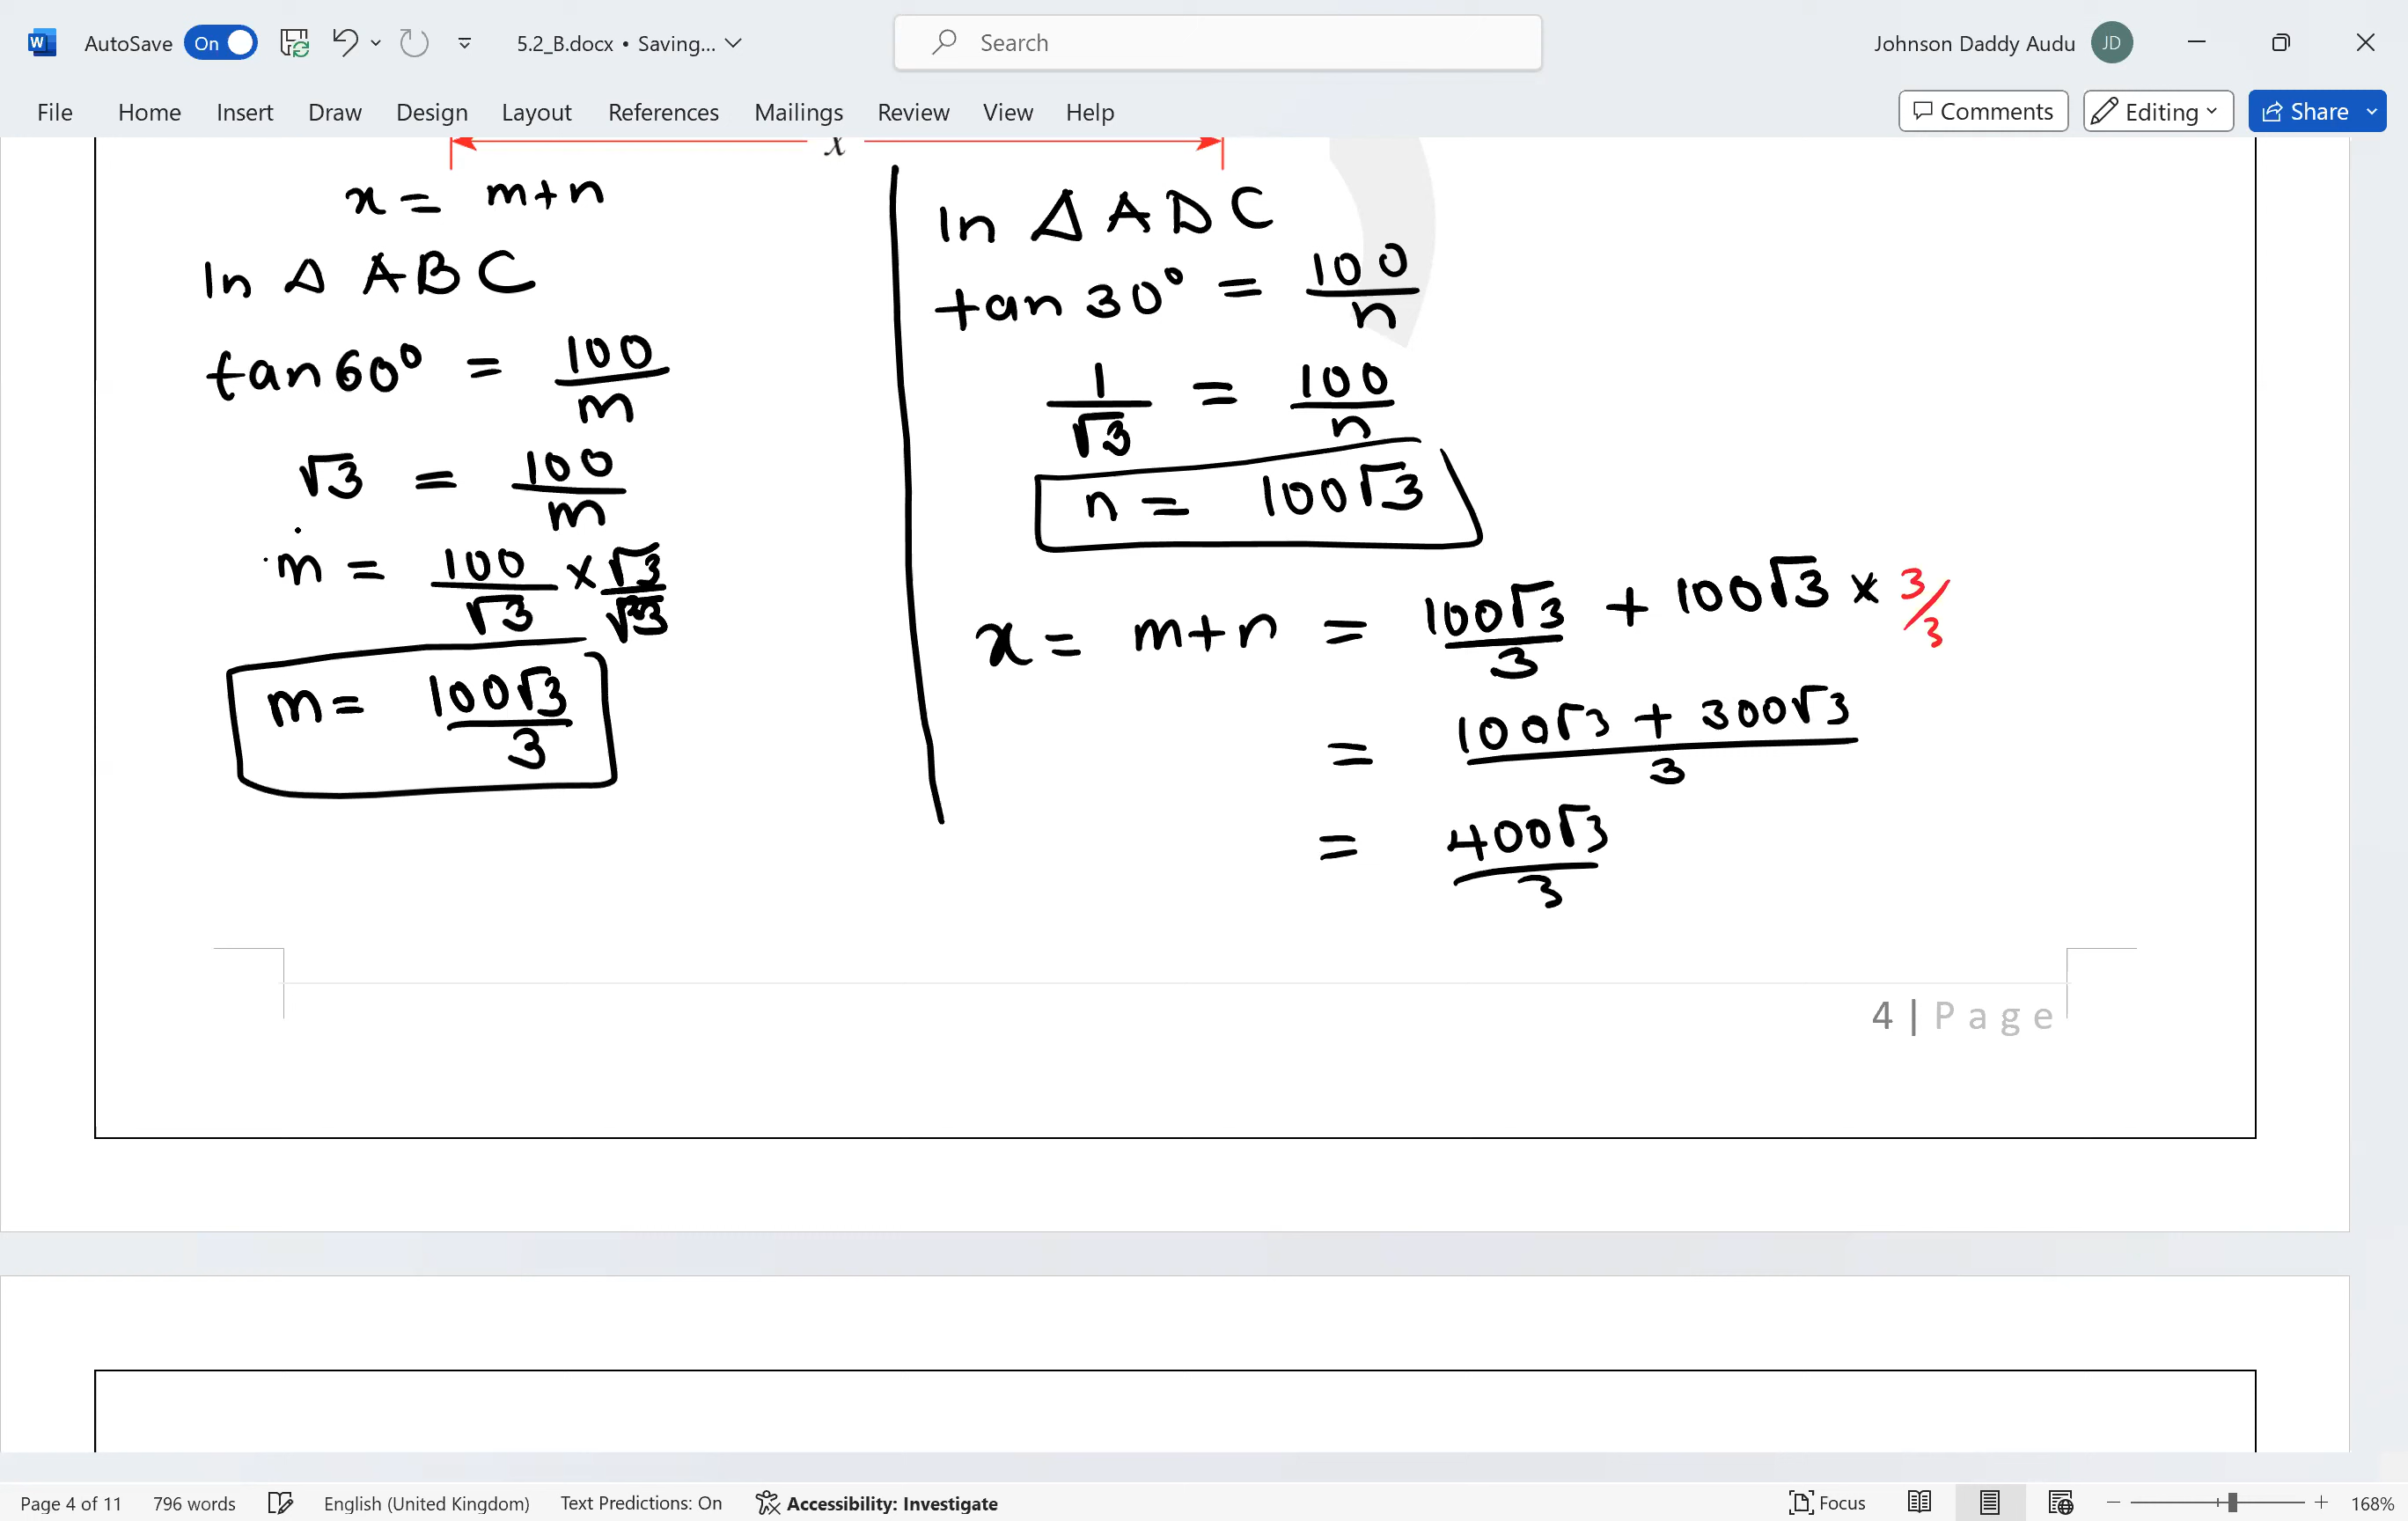 AutoSave On 5.2_B.docx • Saving... Search Johnson Daddy Audu JD
File Home Insert Draw Design Layout References Mailings Review View Help Comments Editing Share
x
x = m+n
In Δ ABC
tan 60° = 100/m
√3 = 100/m
m = 100/√3 × √3/√3
m = 100√3/3
In Δ ADC
tan 30° = 100/n
1/√3 = 100/n
n = 100√3
x = m+n = 100√3/3 + 100√3 × 3/3
= 100√3 + 300√3/3
= 400√3/3
4 | Page
Page 4 of 11 796 words English (United Kingdom) Text Predictions: On Accessibility: Investigate Focus 168%